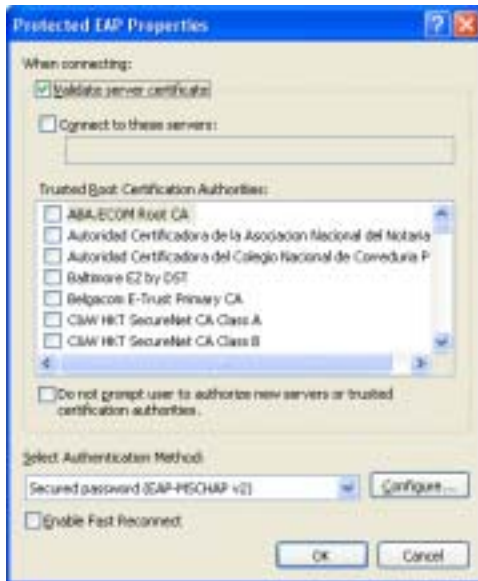 Protected EAP Properties
When connecting:
Validate server certificate
Connect to these servers:
Trusted Root Certification Authorities:
ABA.ECOM Root CA
Autoridad Certificadora de la Asociacion Nacional del Notaria
Autoridad Certificadora del Colegio Nacional de Correduria P
Baltimore EZ by DST
Belgacom E-Trust Primary CA
C&W HKT SecureNet CA Class A
C&W HKT SecureNet CA Class B
Do not prompt user to authorize new servers or trusted
certification authorities.
Select Authentication Method:
Secured password (EAP-MSCHAP v2)
Configure...
Enable Fast Reconnect
OK
Cancel